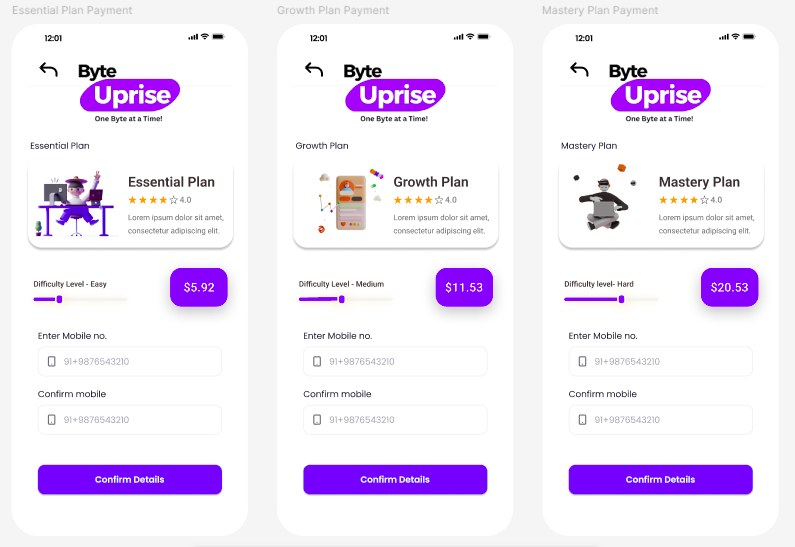 Essential Plan Payment
12:01
Byte
Uprise
One Byte at a Time!
Essential Plan
Essential Plan
4.0
Lorem ipsum dolor sit amet,
consectetur adipiscing elit.
Difficulty Level - Easy
$5.92
Enter Mobile no.
91+9876543210
Confirm mobile
91+9876543210
Confirm Details
Growth Plan Payment
12:01
Byte
Uprise
One Byte at a Time!
Growth Plan
Growth Plan
4.0
Lorem ipsum dolor sit amet,
consectetur adipiscing elit.
Difficulty Level - Medium
$11.53
Enter Mobile no.
91+9876543210
Confirm mobile
91+9876543210
Confirm Details
Mastery Plan Payment
12:01
Byte
Uprise
One Byte at a Time!
Mastery Plan
Mastery Plan
4.0
Lorem ipsum dolor sit amet,
consectetur adipiscing elit.
Difficulty level- Hard
$20.53
Enter Mobile no.
91+9876543210
Confirm mobile
91+9876543210
Confirm Details